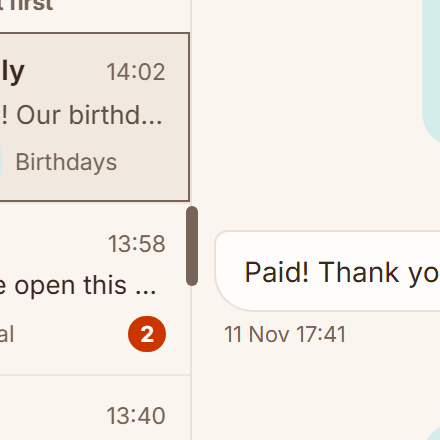 first
ly 14:02
! Our birthd...
Birthdays
13:58
e open this ...
al
2
13:40
Paid! Thank yo
11 Nov 17:41